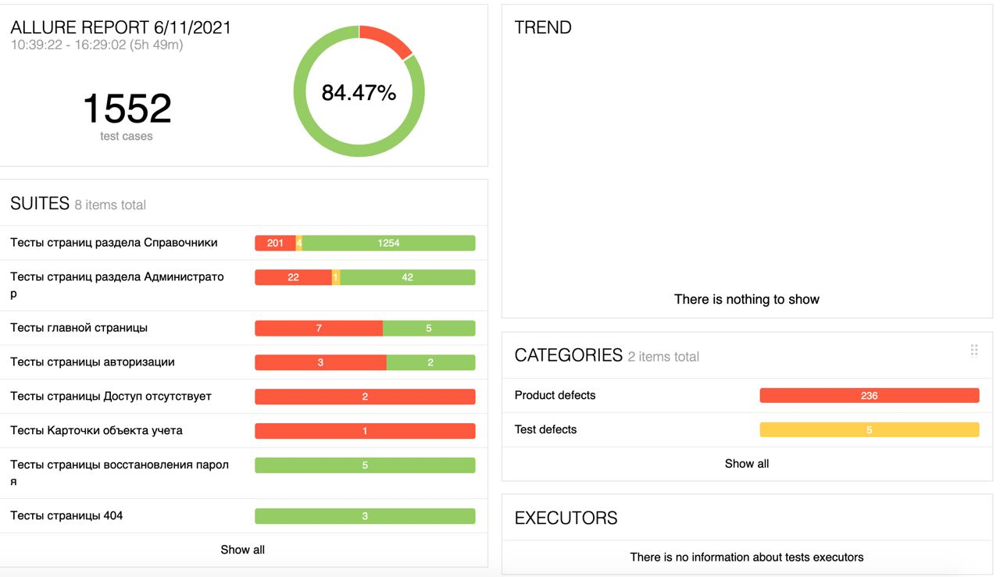 ALLURE REPORT 6/11/2021
10:39:22 - 16:29:02 (5h 49m)
1552
test cases
84.47%
SUITES 8 items total
Тесты страниц раздела Справочники 201 4 1254
Тесты страниц раздела Администрато
р
22 1 42
Тесты главной страницы 7 5
Тесты страницы авторизации 3 2
Тесты страницы Доступ отсутствует 2
Тесты Карточки объекта учета 1
Тесты страницы восстановления парол
я
5
Тесты страницы 404 3
Show all
TREND
There is nothing to show
CATEGORIES 2 items total
Product defects 236
Test defects 5
Show all
EXECUTORS
There is no information about tests executors